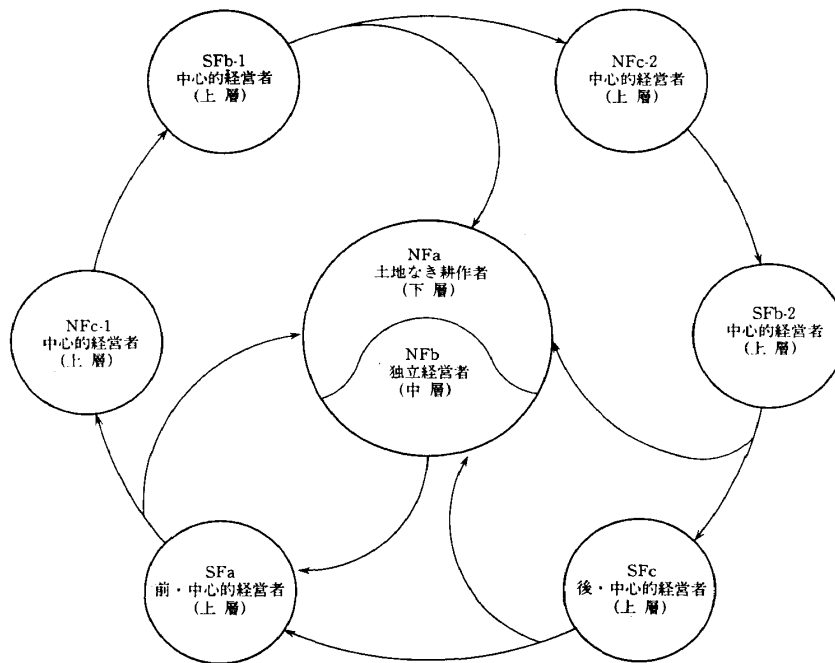 SFb-1
中心的経営者
(上 層)
NFc-2
中心的経営者
(上 層)
NFa
土地なき耕作者
(下 層)
NFc-1
中心的経営者
(上 層)
SFb-2
中心的経営者
(上 層)
NFb
独立経営者
(中 層)
SFa
前・中心的経営者
(上 層)
SFc
後・中心的経営者
(上 層)